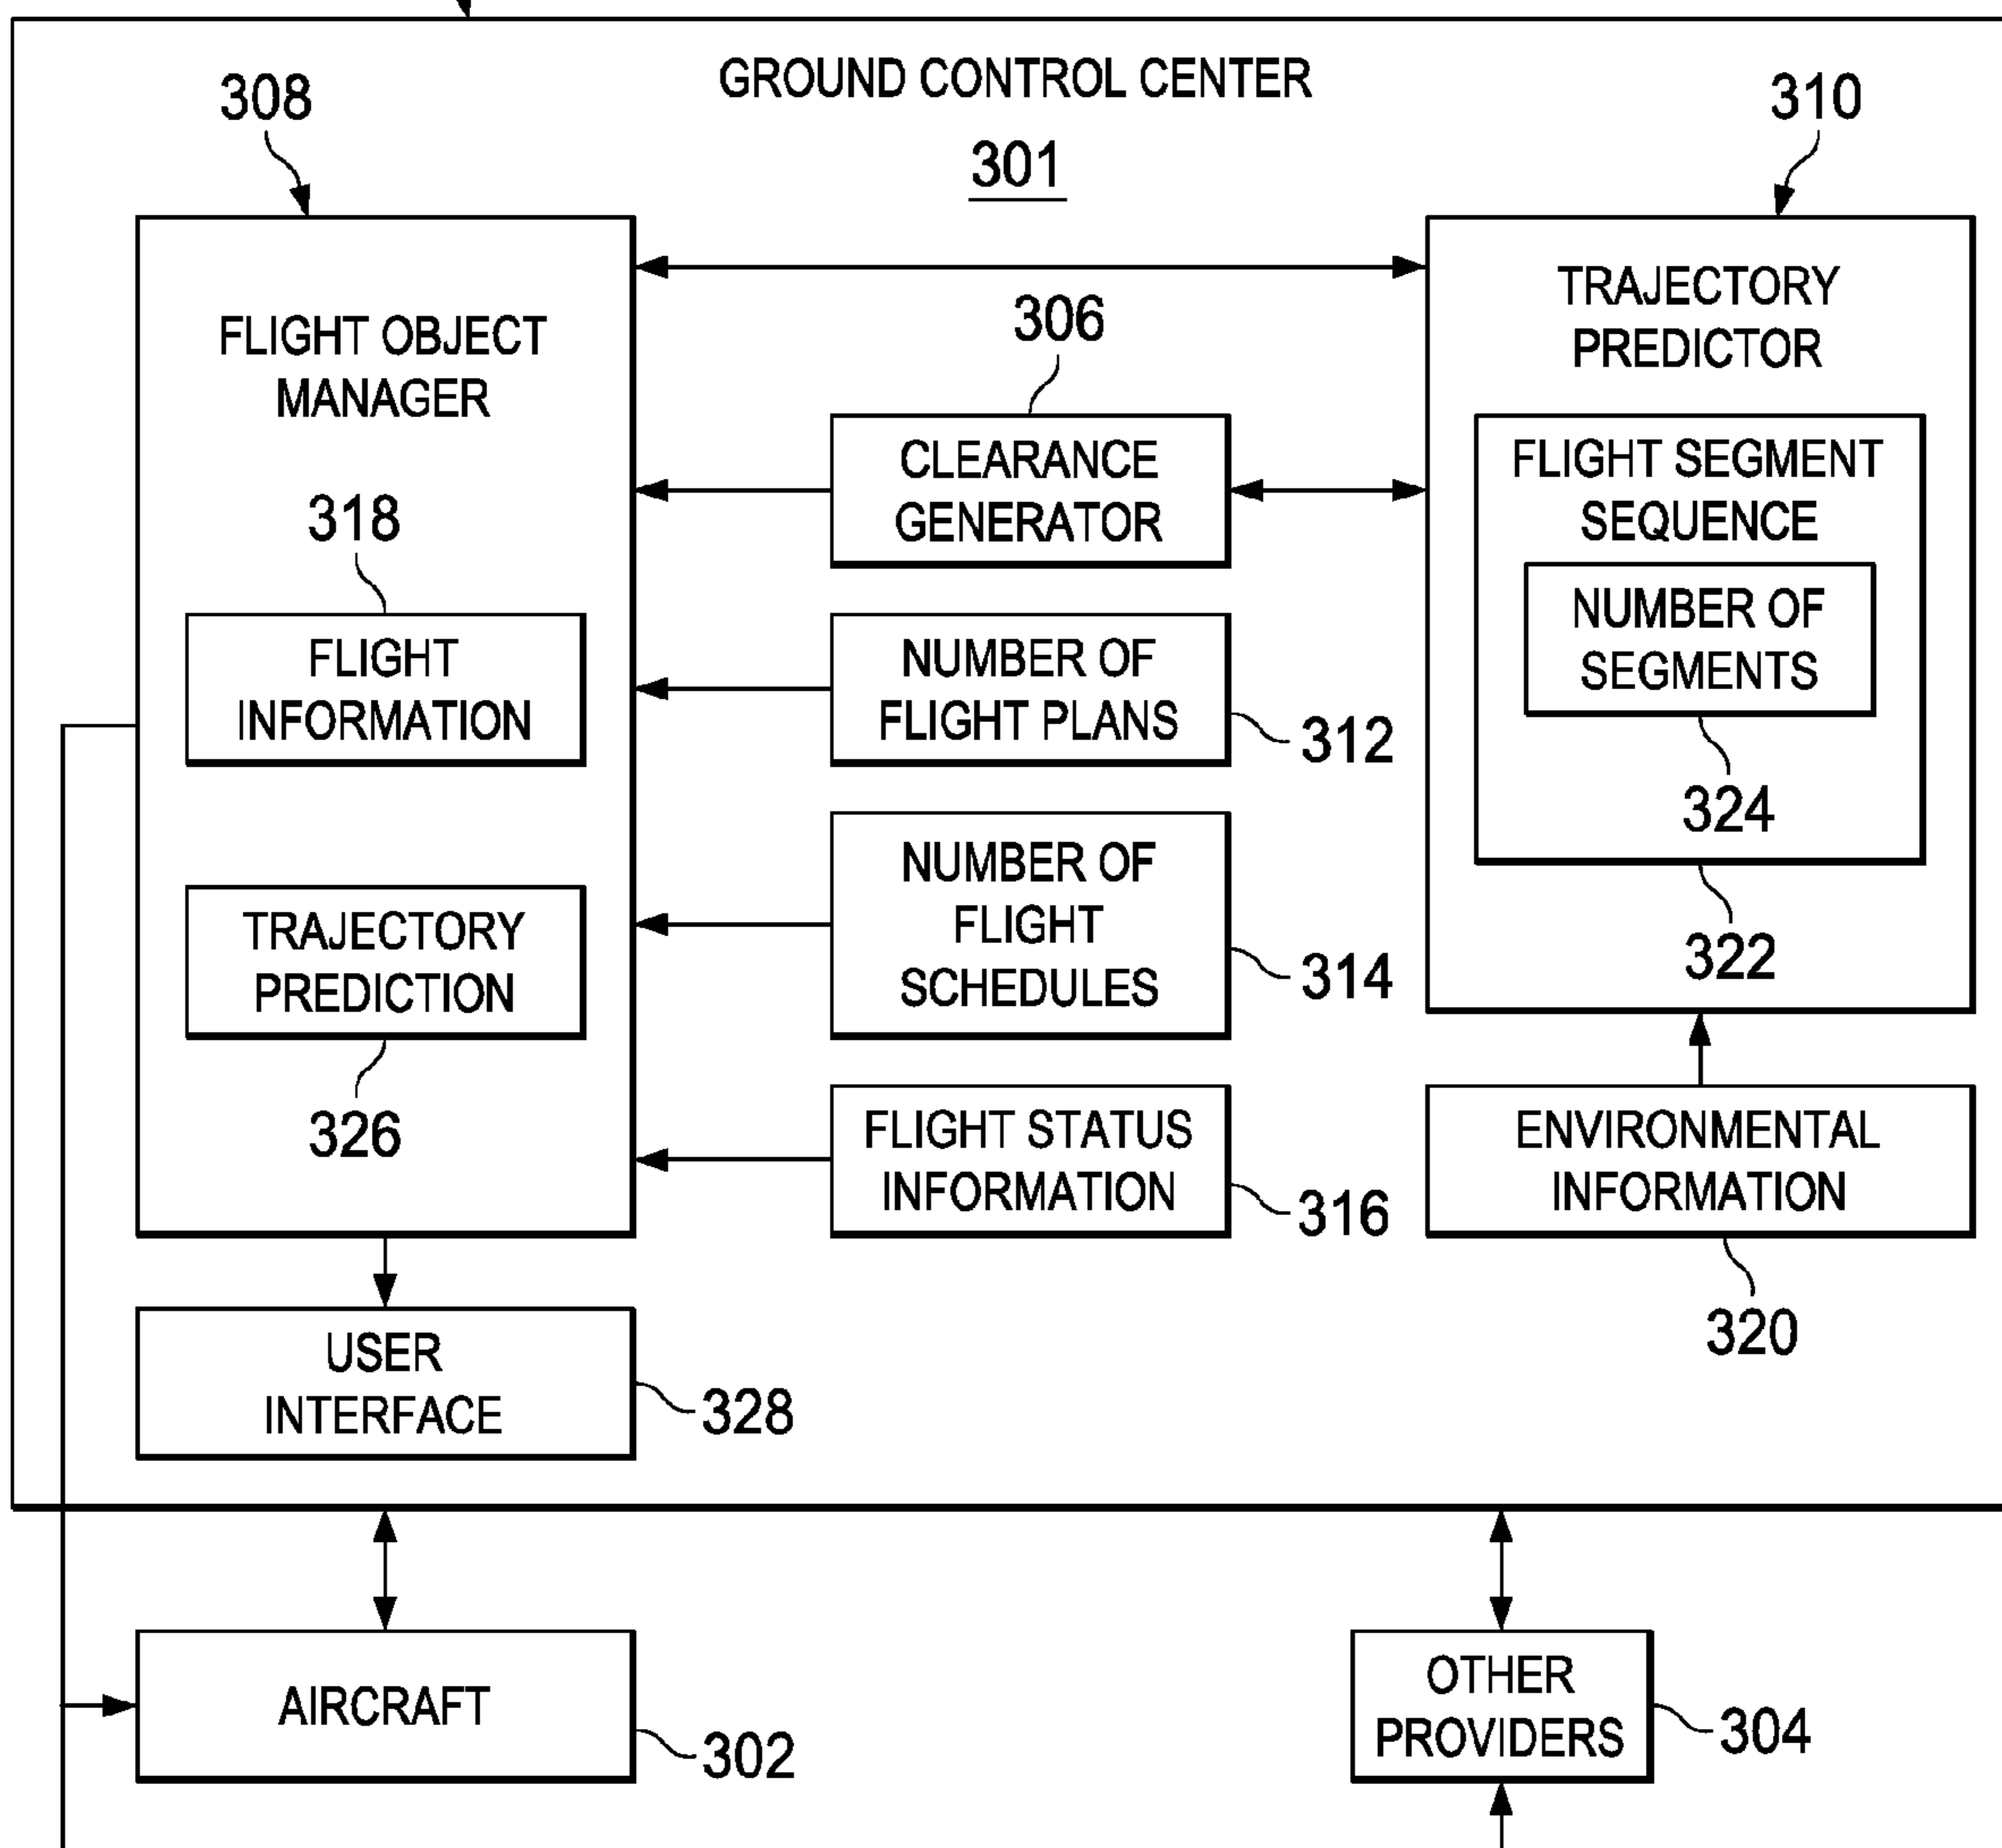 GROUND CONTROL CENTER
301
308
310
FLIGHT OBJECT
MANAGER
318
FLIGHT
INFORMATION
TRAJECTORY
PREDICTION
326
306
CLEARANCE
GENERATOR
NUMBER OF
FLIGHT PLANS
312
NUMBER OF
FLIGHT
SCHEDULES
314
FLIGHT STATUS
INFORMATION
316
TRAJECTORY
PREDICTOR
FLIGHT SEGMENT
SEQUENCE
NUMBER OF
SEGMENTS
324
322
ENVIRONMENTAL
INFORMATION
320
USER
INTERFACE
328
AIRCRAFT
302
OTHER
PROVIDERS
304